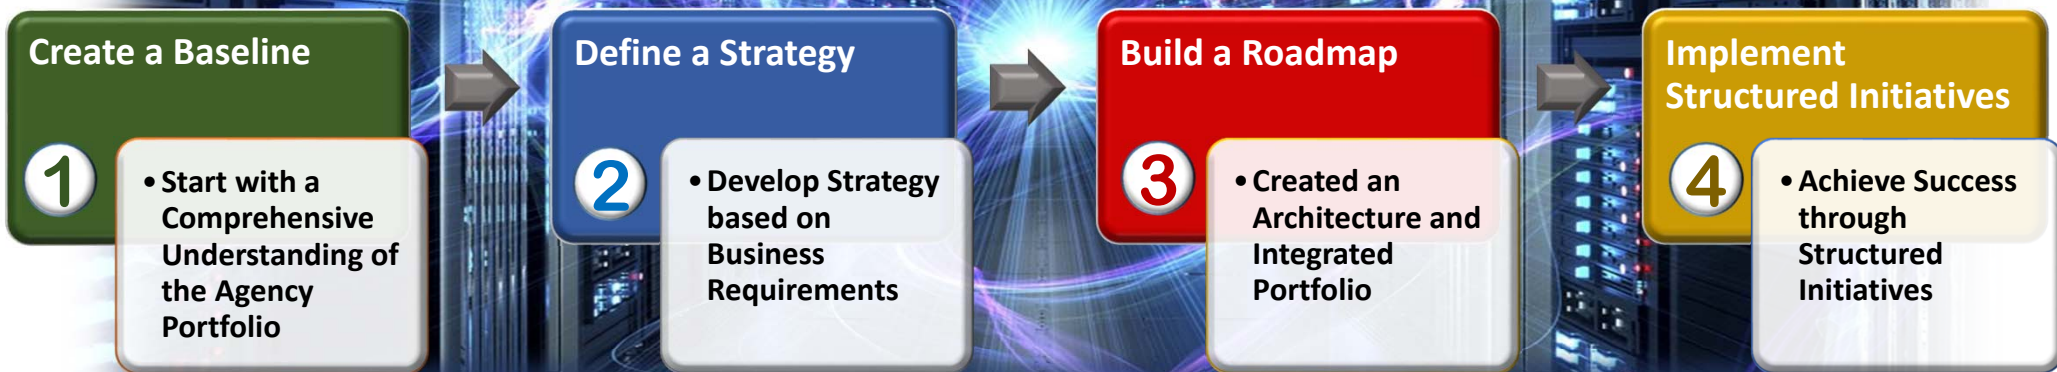 Create a Baseline
1
• Start with a
Comprehensive
Understanding of
the Agency
Portfolio
Define a Strategy
2
• Develop Strategy
based on
Business
Requirements
Build a Roadmap
3
• Created an
Architecture and
Integrated
Portfolio
Implement
Structured Initiatives
4
• Achieve Success
through
Structured
Initiatives